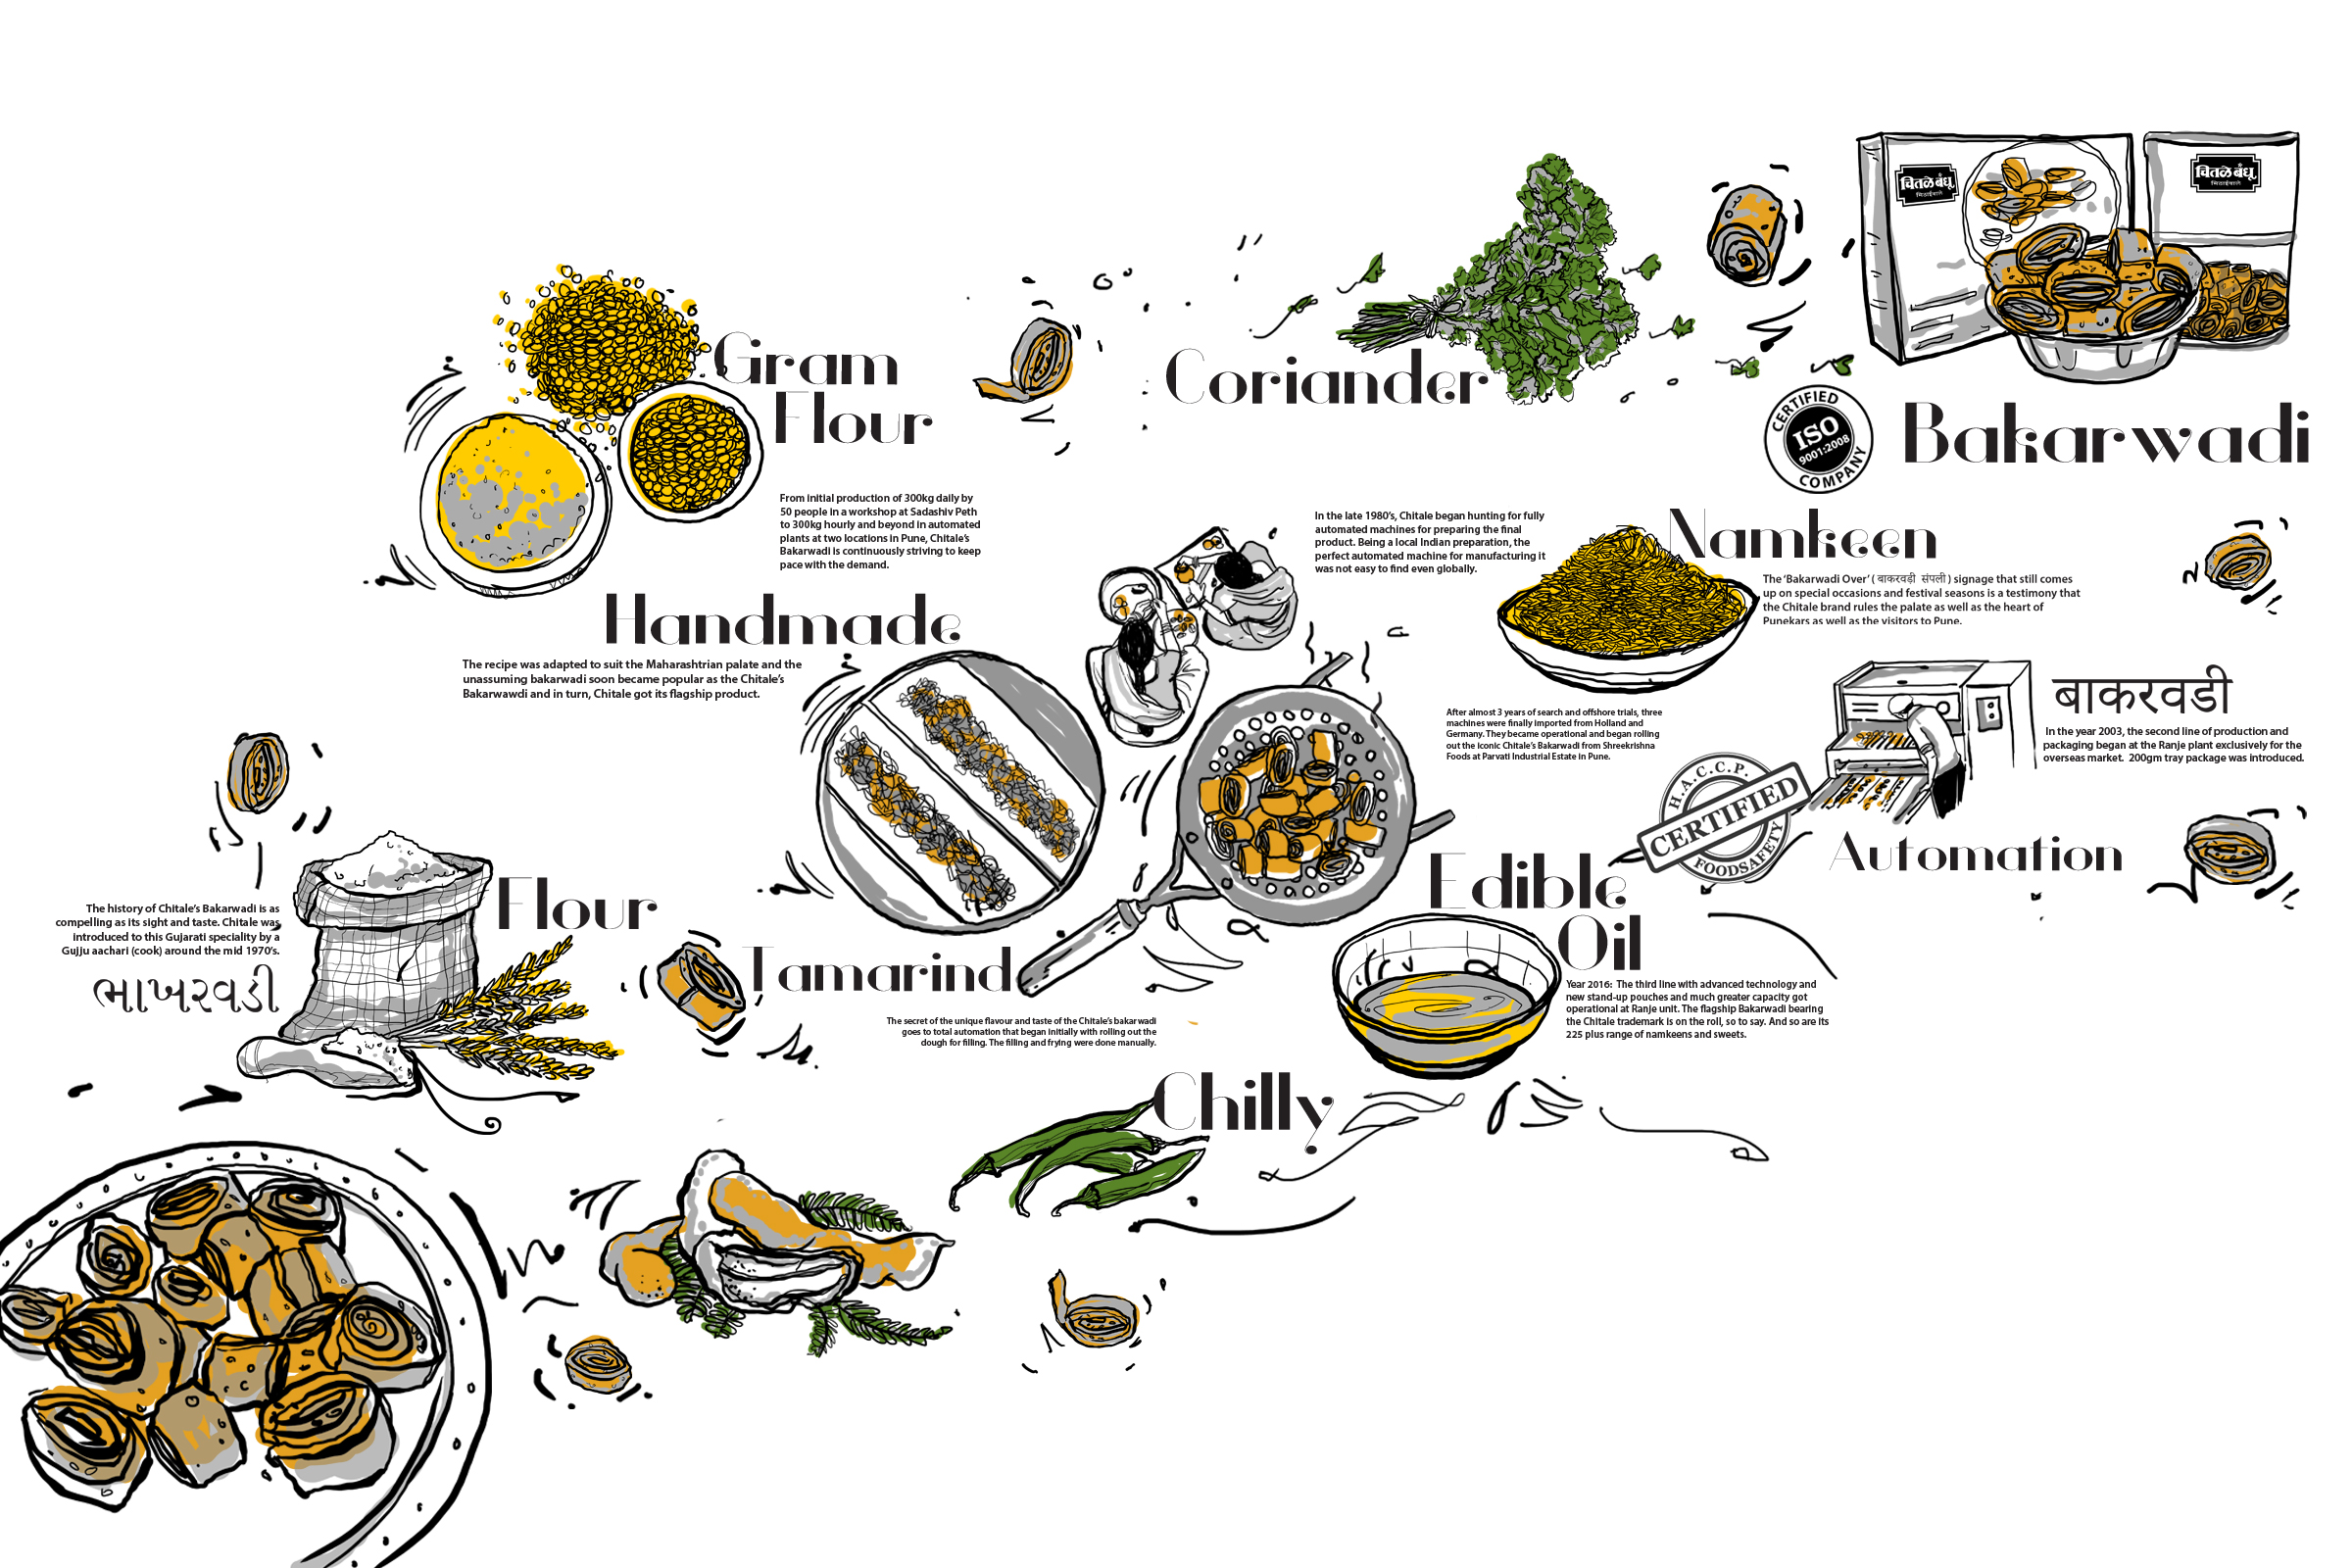 चितळे बंधू
मिठाईवाले
चितळे बंधू
मिठाईवाले
Gram
Flour
Coriander
CERTIFIED
ISO
9001:2008
COMPANY
Bakarwadi
From initial production of 300kg daily by
50 people in a workshop at Sadashiv Peth
to 300kg hourly and beyond in automated
plants at two locations in Pune, Chitale's
Bakarwadi is continuously striving to keep
pace with the demand.
In the late 1980's, Chitale began hunting for fully
automated machines for preparing the final
product. Being a local Indian preparation, the
perfect automated machine for manufacturing it
was not easy to find even globally.
Namkeen
The 'Bakarwadi Over' ( बाकरवड़ी संपली ) signage that still comes
up on special occasions and festival seasons is a testimony that
the Chitale brand rules the palate as well as the heart of
Punekars as well as the visitors to Pune.
Handmade
The recipe was adapted to suit the Maharashtrian palate and the
unassuming bakarwadi soon became popular as the Chitale's
Bakarwawdi and in turn, Chitale got its flagship product.
After almost 3 years of search and offshore trials, three
machines were finally imported from Holland and
Germany. They became operational and began rolling
out the iconic Chitale's Bakarwadi from Shreekrishna
Foods at Parvati Industrial Estate in Pune.
बाकरवडी
In the year 2003, the second line of production and
packaging began at the Ranje plant exclusively for the
overseas market. 200gm tray package was introduced.
H.A.C.C.P.
CERTIFIED
FOODSAFETY
Automation
Flour
The history of Chitale's Bakarwadi is as
compelling as its sight and taste. Chitale was
introduced to this Gujarati speciality by a
Gujju aachari (cook) around the mid 1970's.
ભાખરવડી
Tamarind
The secret of the unique flavour and taste of the Chitale's bakarwadi
goes to total automation that began initially with rolling out the
dough for filling. The filling and frying were done manually.
Edible
Oil
Year 2016: The third line with advanced technology and
new stand-up pouches and much greater capacity got
operational at Ranje unit. The flagship Bakarwadi bearing
the Chitale trademark is on the roll, so to say. And so are its
225 plus range of namkeens and sweets.
Chilly